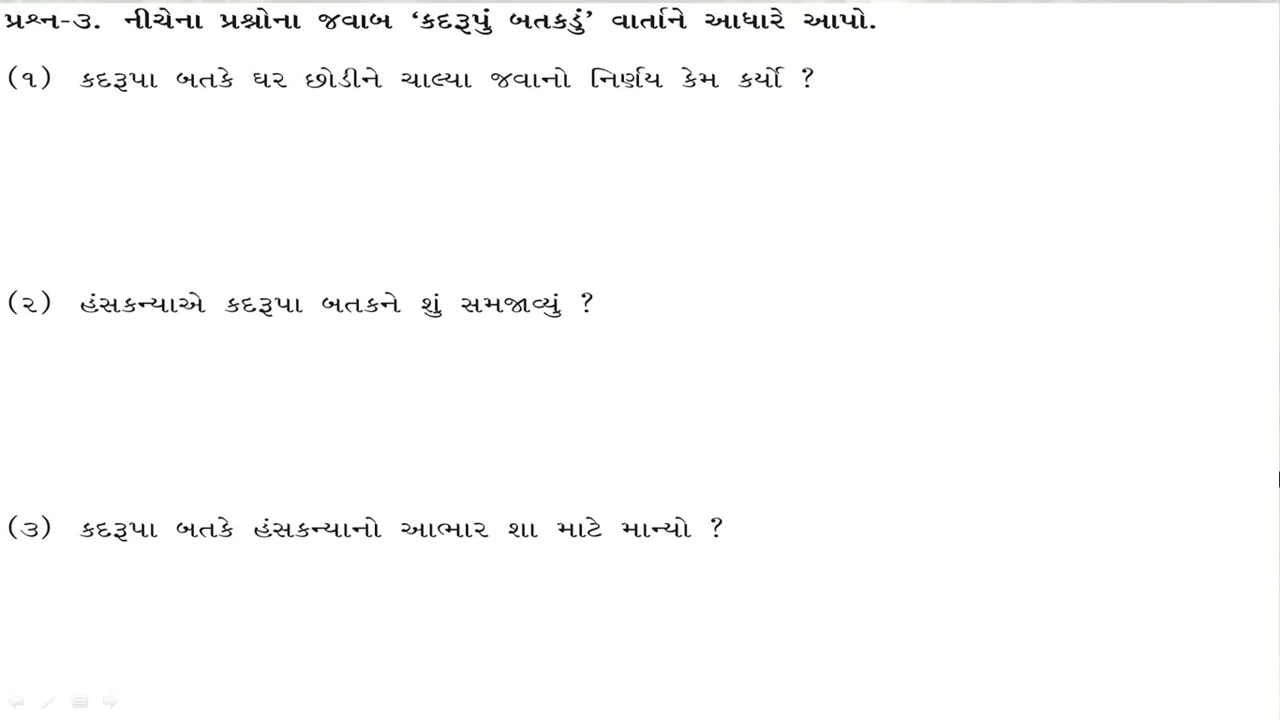 પ્રશ્ન-૩. નીચેના પ્રશ્નોના જવાબ ‘કદરૂપું બતકડું’ વાર્તાને આધારે આપો.
(૧) કદરૂપા બતકે ઘર છોડીને ચાલ્યા જવાનો નિર્ણય કેમ કર્યો ?
(૨) હંસકન્યાએ કદરૂપા બતકને શું સમજાવ્યું ?
(૩) કદરૂપા બતકે હંસકન્યાનો આભાર શા માટે માન્યો ?